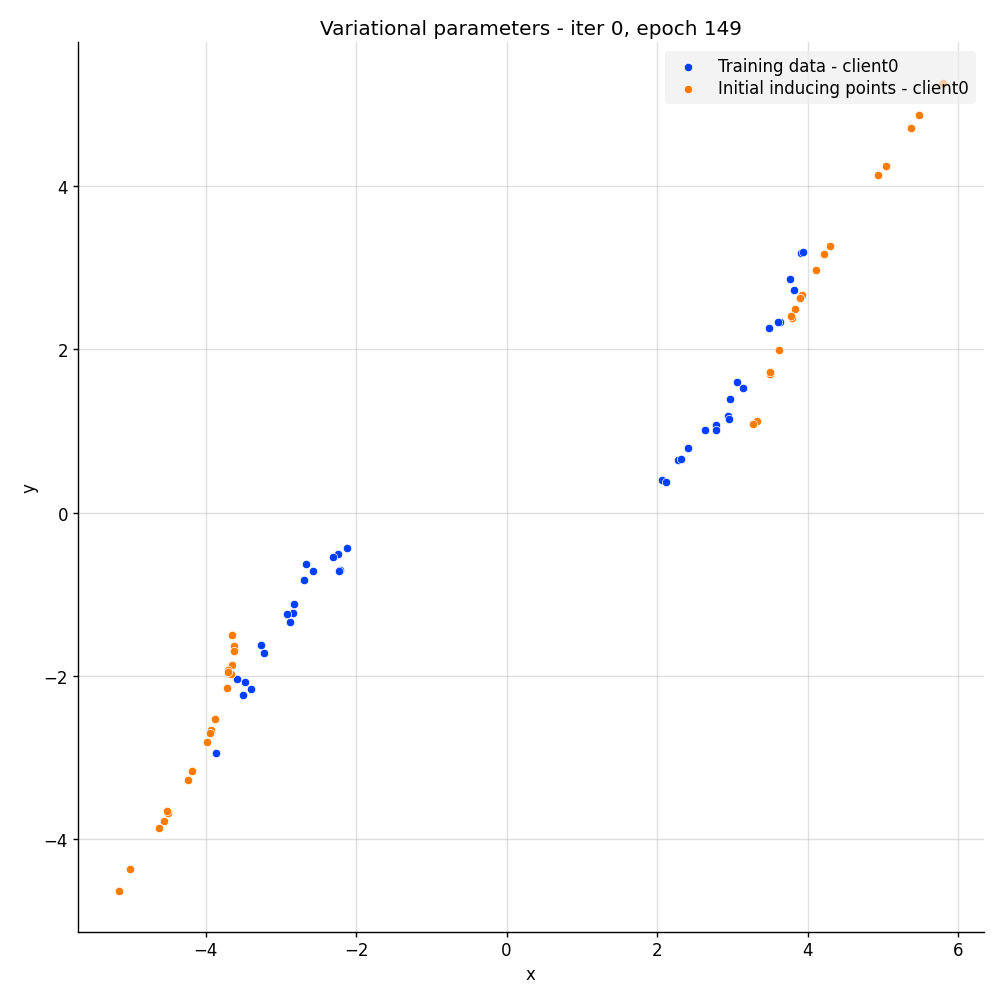 Variational parameters - iter 0, epoch 149
Training data - client0
Initial inducing points - client0
4
2
0
−2
−4
y
−4
−2
0
2
4
6
x